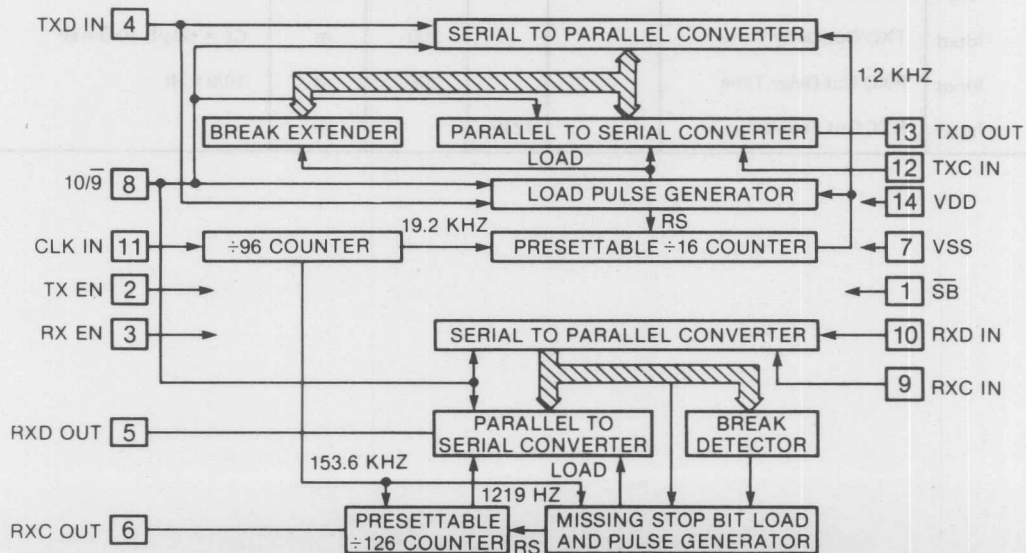 TXD IN 4
SERIAL TO PARALLEL CONVERTER
1.2 KHZ
BREAK EXTENDER
PARALLEL TO SERIAL CONVERTER
13 TXD OUT
LOAD
12 TXC IN
10/9̅ 8
LOAD PULSE GENERATOR
14 VDD
RS
19.2 KHZ
CLK IN 11
÷96 COUNTER
PRESETTABLE ÷16 COUNTER
7 VSS
TX EN 2
1 S̅B̅
RX EN 3
SERIAL TO PARALLEL CONVERTER
10 RXD IN
9 RXC IN
RXD OUT 5
PARALLEL TO
SERIAL CONVERTER
BREAK
DETECTOR
153.6 KHZ
LOAD
1219 HZ
RXC OUT 6
PRESETTABLE
÷126 COUNTER
RS
MISSING STOP BIT LOAD
AND PULSE GENERATOR